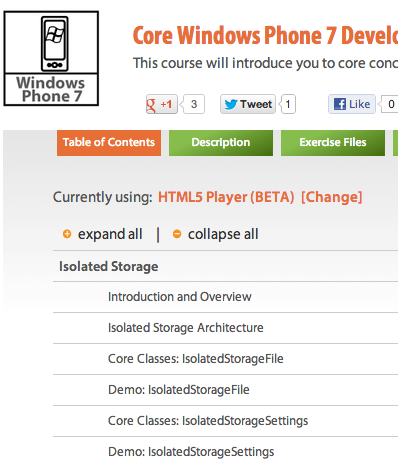 Windows
Phone 7
Core Windows Phone 7
This course will introduce you to core
+1 3 Tweet 1 Like 0
Table of Contents Description Exercise Files
Currently using: HTML5 Player (BETA) [Change]
expand all | collapse all
Isolated Storage
Introduction and Overview
Isolated Storage Architecture
Core Classes: IsolatedStorageFile
Demo: IsolatedStorageFile
Core Classes: IsolatedStorageSettings
Demo: IsolatedStorageSettings